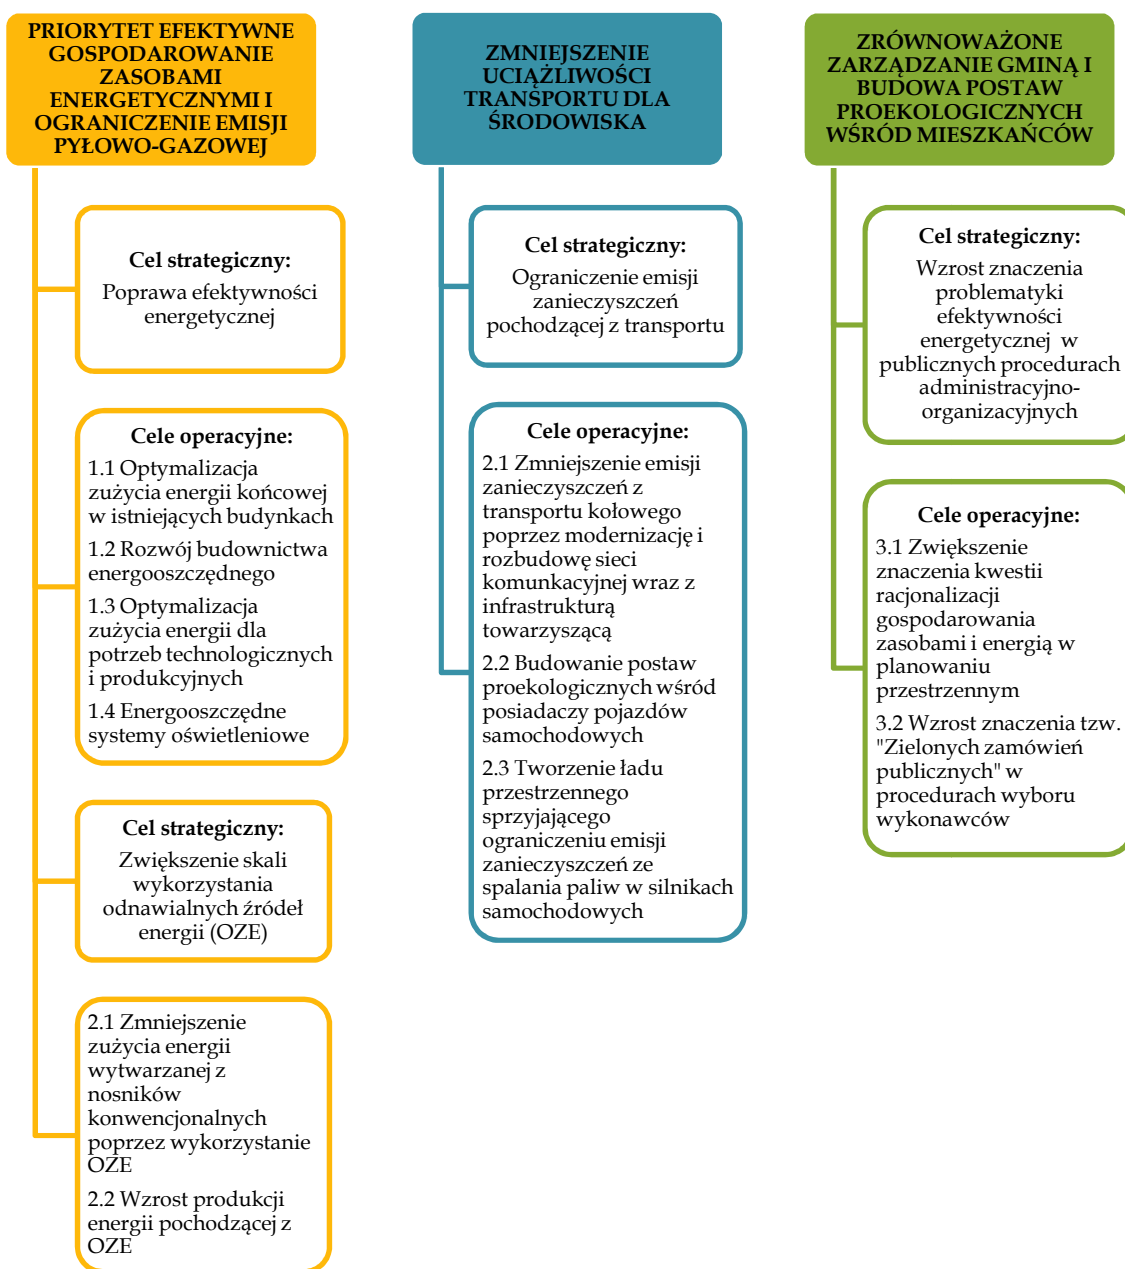 PRIORYTET EFEKTYWNE
GOSPODAROWANIE
ZASOBAMI
ENERGETYCZNYMI I
OGRANICZENIE EMISJI
PYŁOWO-GAZOWEJ
Cel strategiczny:
Poprawa efektywności
energetycznej
Cele operacyjne:
1.1 Optymalizacja
zużycia energii końcowej
w istniejących budynkach
1.2 Rozwój budownictwa
energooszczędnego
1.3 Optymalizacja
zużycia energii dla
potrzeb technologicznych
i produkcyjnych
1.4 Energooszczędne
systemy oświetleniowe
Cel strategiczny:
Zwiększenie skali
wykorzystania
odnawialnych źródeł
energii (OZE)
2.1 Zmniejszenie
zużycia energii
wytwarzanej z
nosników
konwencjonalnych
poprzez wykorzystanie
OZE
2.2 Wzrost produkcji
energii pochodzącej z
OZE
ZMNIEJSZENIE
UCIĄŻLIWOŚCI
TRANSPORTU DLA
ŚRODOWISKA
Cel strategiczny:
Ograniczenie emisji
zanieczyszczeń
pochodzącej z transportu
Cele operacyjne:
2.1 Zmniejszenie emisji
zanieczyszczeń z
transportu kołowego
poprzez modernizację i
rozbudowę sieci
komunkacyjnej wraz z
infrastrukturą
towarzyszącą
2.2 Budowanie postaw
proekologicznych wśród
posiadaczy pojazdów
samochodowych
2.3 Tworzenie ładu
przestrzennego
sprzyjającego
ograniczeniu emisji
zanieczyszczeń ze
spalania paliw w silnikach
samochodowych
ZRÓWNOWAŻONE
ZARZĄDZANIE GMINĄ I
BUDOWA POSTAW
PROEKOLOGICZNYCH
WŚRÓD MIESZKAŃCÓW
Cel strategiczny:
Wzrost znaczenia
problematyki
efektywności
energetycznej w
publicznych procedurach
administracyjno-
organizacyjnych
Cele operacyjne:
3.1 Zwiększenie
znaczenia kwestii
racjonalizacji
gospodarowania
zasobami i energią w
planowaniu
przestrzennym
3.2 Wzrost znaczenia tzw.
"Zielonych zamówień
publicznych" w
procedurach wyboru
wykonawców